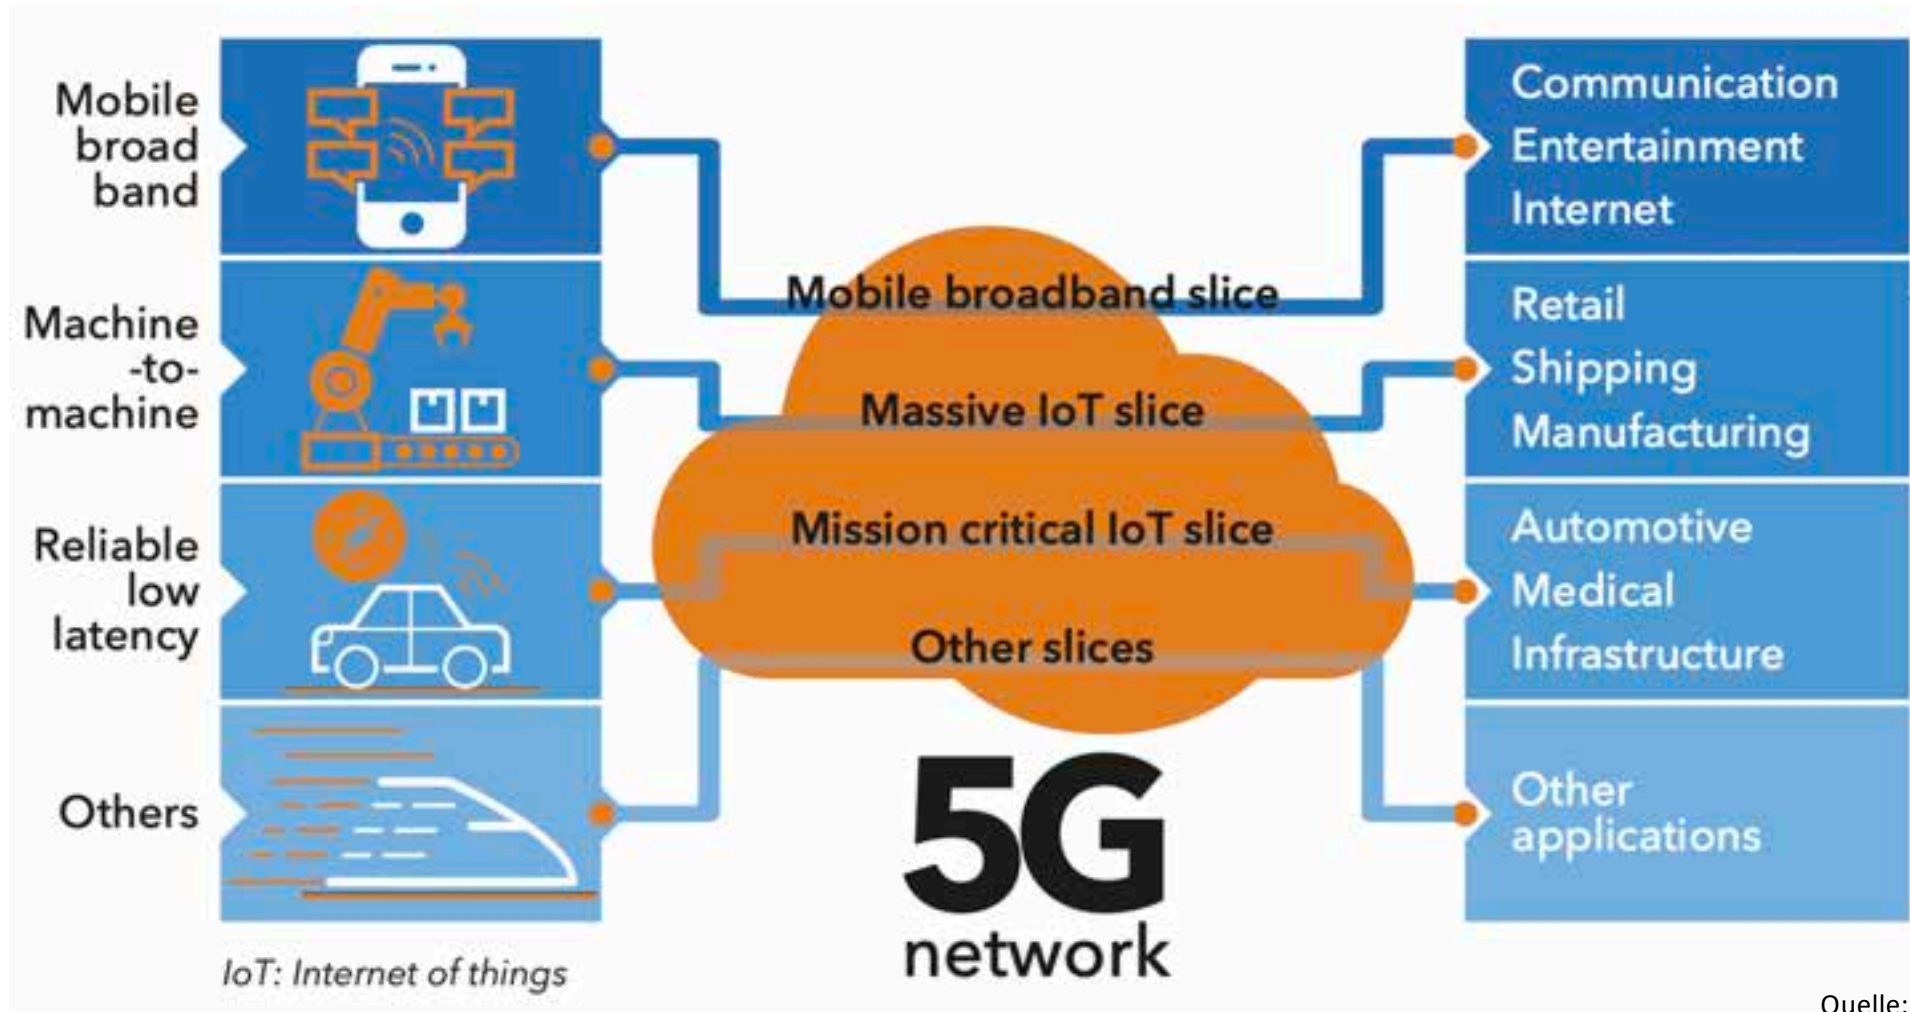 Mobile
broad
band
Machine
-to-
machine
Reliable
low
latency
Others
IoT: Internet of things
Mobile broadband slice
Massive IoT slice
Mission critical IoT slice
Other slices
5G
network
Communication
Entertainment
Internet
Retail
Shipping
Manufacturing
Automotive
Medical
Infrastructure
Other
applications
Quelle: